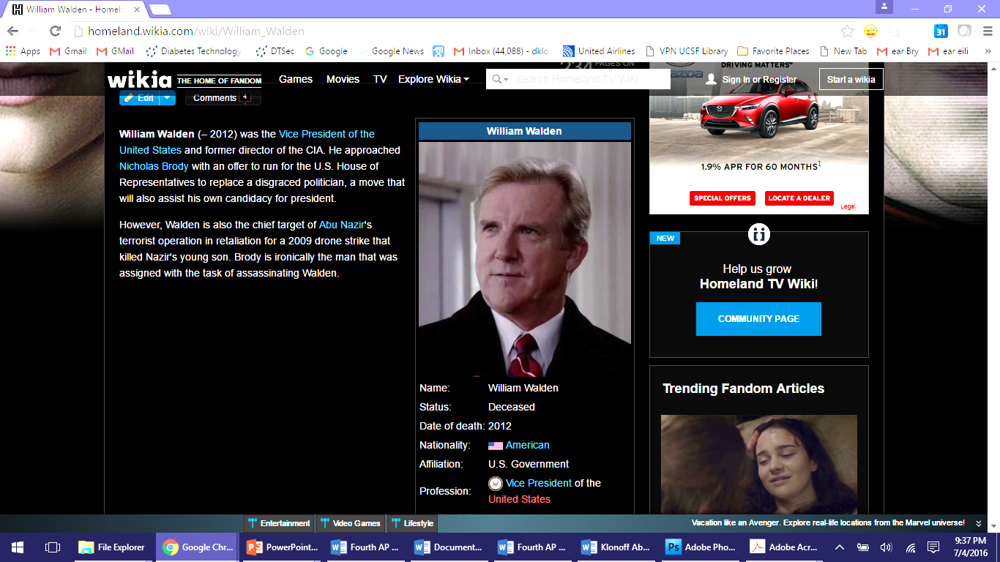 William Walden - Homel
homeland.wikia.com/wiki/William_Walden
Apps Gmail GMail Diabetes Technology DTSec Google Google News Inbox (44,088) - dklo United Airlines VPN UCSF Library Favorite Places New Tab ear Bry ear eili »
31
wikia THE HOME OF FANDOM Games Movies TV Explore Wikia Search Homeland TV Wiki Sign In or Register Start a wikia
234 PAGES ON
Edit Comments 4
William Walden (– 2012) was the Vice President of the
United States and former director of the CIA. He approached
Nicholas Brody with an offer to run for the U.S. House of
Representatives to replace a disgraced politician, a move that
will also assist his own candidacy for president.
However, Walden is also the chief target of Abu Nazir's
terrorist operation in retaliation for a 2009 drone strike that
killed Nazir's young son. Brody is ironically the man that was
assigned with the task of assassinating Walden.
William Walden
Name: William Walden
Status: Deceased
Date of death: 2012
Nationality: American
Affiliation: U.S. Government
Profession: Vice President of the
United States
DRIVING MATTERS™
mazda
1.9% APR FOR 60 MONTHS1
SPECIAL OFFERS LOCATE A DEALER
Legal
NEW
Help us grow
Homeland TV Wiki!
COMMUNITY PAGE
Trending Fandom Articles
Entertainment Video Games Lifestyle Vacation like an Avenger. Explore real-life locations from the Marvel universe!
File Explorer Google Chr... PowerPoint... Fourth AP ... Document... Fourth AP ... Klonoff Ab... Adobe Pho... Adobe Acr...
9:37 PM
7/4/2016